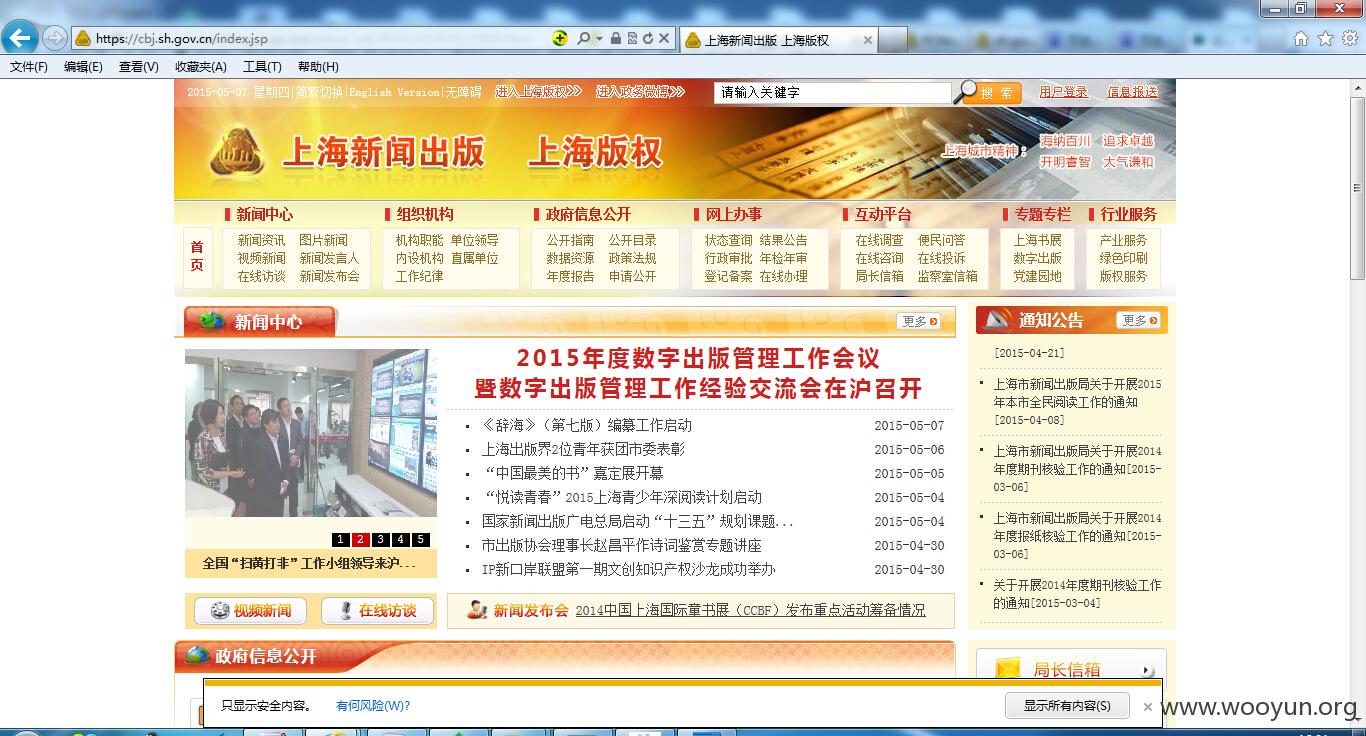 https://cbj.sh.gov.cn/index.jsp
上海新闻出版 上海版权
文件(F) 编辑(E) 查看(V) 收藏夹(A) 工具(T) 帮助(H)
2015-05-07 星期四|简繁切换|English Version|无障碍 进入上海版权>> 进入政务微博>> 请输入关键字 搜 索 用户登录 信息报送
上海新闻出版 上海版权
上海城市精神： 海纳百川 追求卓越
开明睿智 大气谦和
首页
新闻中心 组织机构 政府信息公开 网上办事 互动平台 专题专栏 行业服务
新闻资讯 图片新闻 机构职能 单位领导 公开指南 公开目录 状态查询 结果公告 在线调查 便民问答 上海书展 产业服务
视频新闻 新闻发言人 内设机构 直属单位 数据资源 政策法规 行政审批 年检年审 在线咨询 在线投诉 数字出版 绿色印刷
在线访谈 新闻发布会 工作纪律 年度报告 申请公开 登记备案 在线办理 局长信箱 监察室信箱 党建园地 版权服务
新闻中心 更多
2015年度数字出版管理工作会议
暨数字出版管理工作经验交流会在沪召开
《辞海》（第七版）编纂工作启动 2015-05-07
上海出版界2位青年获团市委表彰 2015-05-06
“中国最美的书”嘉定展开幕 2015-05-05
“悦读青春”2015上海青少年深阅读计划启动 2015-05-04
国家新闻出版广电总局启动“十三五”规划课题... 2015-05-04
市出版协会理事长赵昌平作诗词鉴赏专题讲座 2015-04-30
IP新口岸联盟第一期文创知识产权沙龙成功举办 2015-04-30
1 2 3 4 5
全国“扫黄打非”工作小组领导来沪...
视频新闻 在线访谈
新闻发布会 2014中国上海国际童书展（CCBF）发布重点活动筹备情况
通知公告 更多
[2015-04-21]
上海市新闻出版局关于开展2015
年本市全民阅读工作的通知
[2015-04-08]
上海市新闻出版局关于开展2014
年度期刊核验工作的通知[2015-
03-06]
上海市新闻出版局关于开展2014
年度报纸核验工作的通知[2015-
03-06]
关于开展2014年度期刊核验工作
的通知[2015-03-04]
政府信息公开
局长信箱
只显示安全内容。 有何风险(W)? 显示所有内容(S)
www.wooyun.org